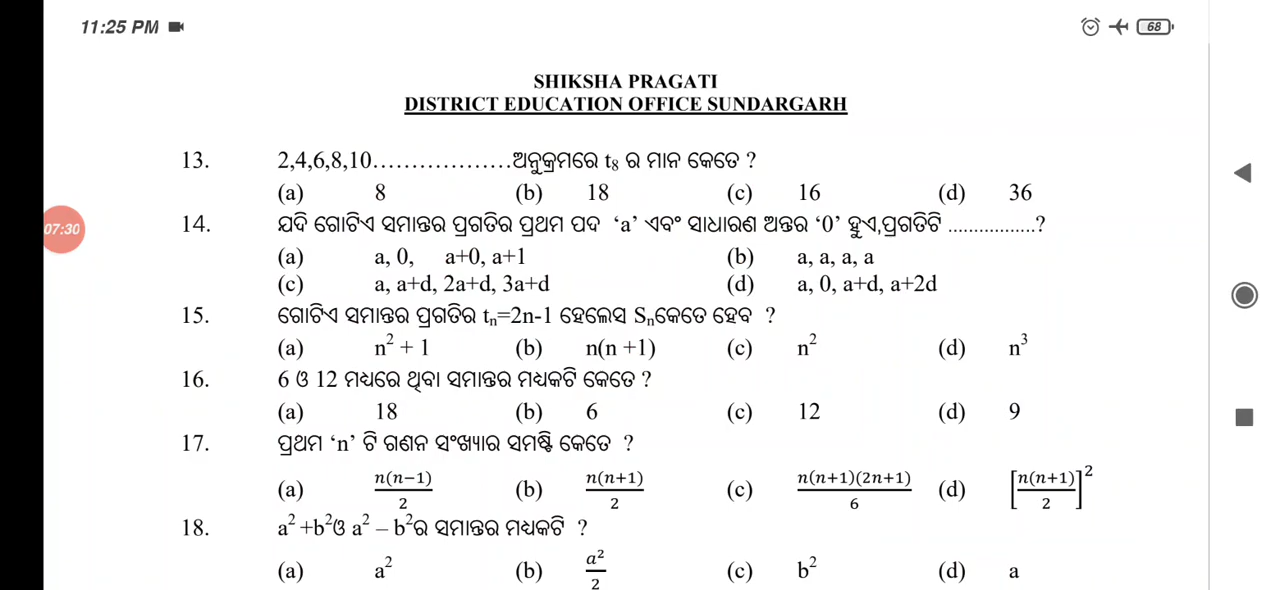 11:25 PM 68
SHIKSHA PRAGATI
DISTRICT EDUCATION OFFICE SUNDARGARH
13. 2,4,6,8,10..................ଅନୁକ୍ରମରେ t₈ ର ମାନ କେତେ ?
(a) 8 (b) 18 (c) 16 (d) 36
07:30
14. ଯଦି ଗୋଟିଏ ସମାନ୍ତର ପ୍ରଗତିର ପ୍ରଥମ ପଦ ‘a’ ଏବଂ ସାଧାରଣ ଅନ୍ତର ‘0’ ହୁଏ,ପ୍ରଗତିଟି .................?
(a) a, 0, a+0, a+1 (b) a, a, a, a
(c) a, a+d, 2a+d, 3a+d (d) a, 0, a+d, a+2d
15. ଗୋଟିଏ ସମାନ୍ତର ପ୍ରଗତିର tₙ=2n-1 ହେଲେସ Sₙକେତେ ହେବ ?
(a) n² + 1 (b) n(n +1) (c) n² (d) n³
16. 6 ଓ 12 ମଧ୍ୟରେ ଥିବା ସମାନ୍ତର ମଧ୍ୟକଟି କେତେ ?
(a) 18 (b) 6 (c) 12 (d) 9
17. ପ୍ରଥମ ‘n’ ଟି ଗଣନ ସଂଖ୍ୟାର ସମଷ୍ଟି କେତେ ?
(a) n(n−1)/2 (b) n(n+1)/2 (c) n(n+1)(2n+1)/6 (d) [n(n+1)/2]²
18. a² +b²ଓ a² – b²ର ସମାନ୍ତର ମଧ୍ୟକଟି ?
(a) a² (b) a²/2 (c) b² (d) a